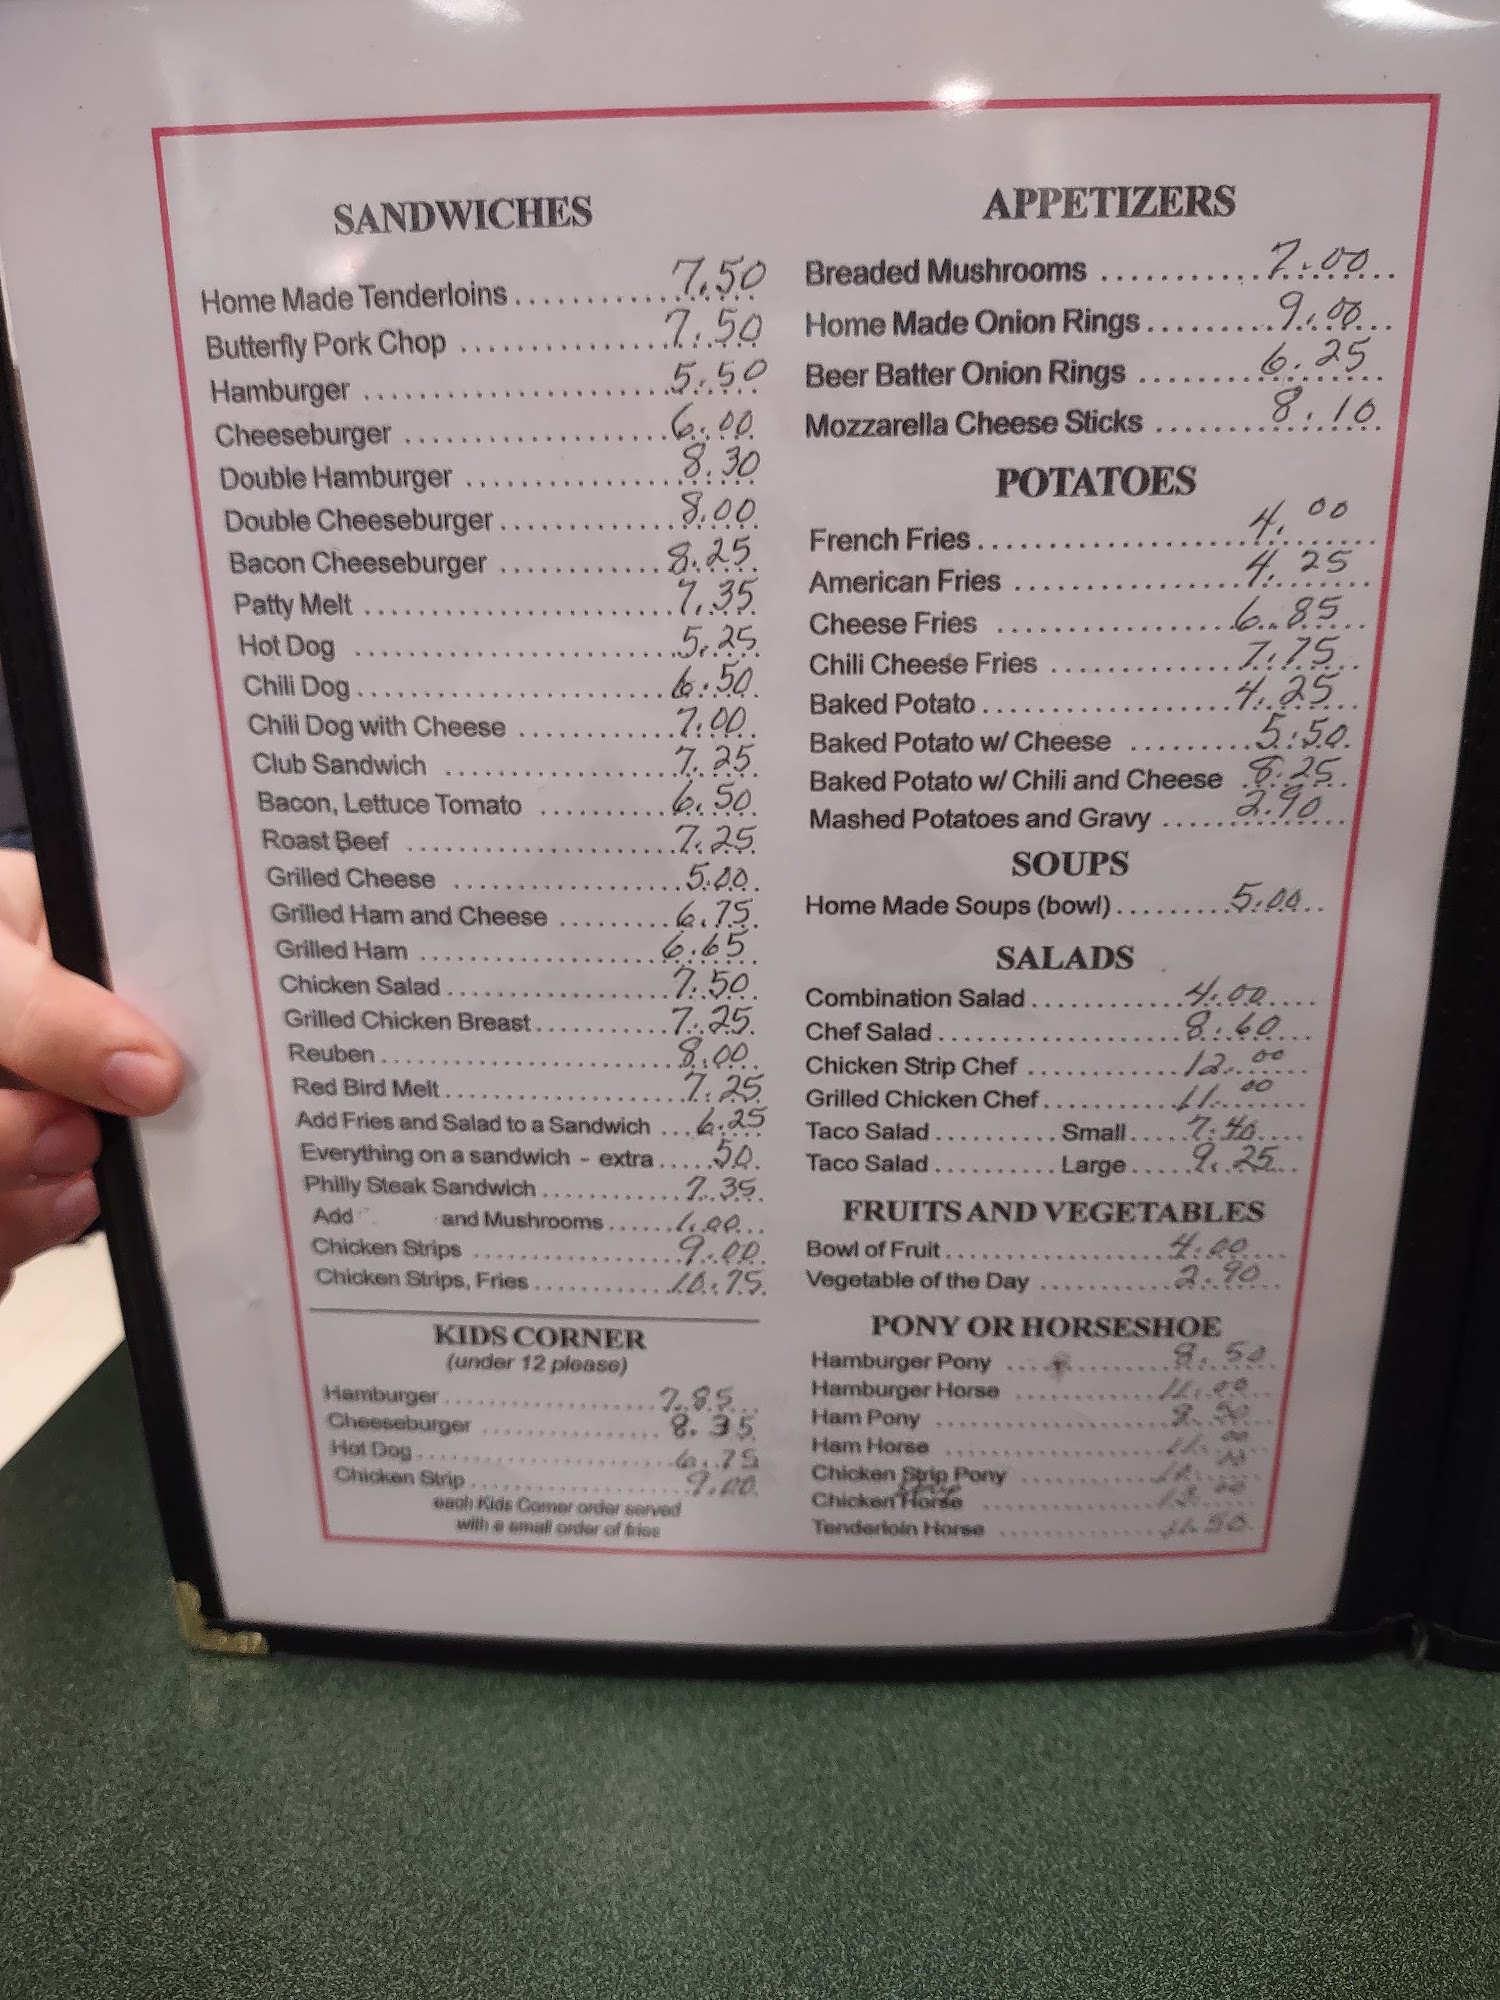 SANDWICHES
Home Made Tenderloins 7.50
Butterfly Pork Chop 7.50
Hamburger 5.50
Cheeseburger 6.00
Double Hamburger 8.30
Double Cheeseburger 8.00
Bacon Cheeseburger 8.25
Patty Melt 7.35
Hot Dog 5.25
Chili Dog 6.50
Chili Dog with Cheese 7.00
Club Sandwich 7.25
Bacon, Lettuce Tomato 6.50
Roast Beef 7.25
Grilled Cheese 5.00
Grilled Ham and Cheese 6.75
Grilled Ham 6.65
Chicken Salad 7.50
Grilled Chicken Breast 7.25
Reuben 8.00
Red Bird Melt 7.25
Add Fries and Salad to a Sandwich 6.25
Everything on a sandwich - extra .50
Philly Steak Sandwich 7.35
Add and Mushrooms 1.00
Chicken Strips 9.00
Chicken Strips, Fries 10.75
KIDS CORNER
(under 12 please)
Hamburger 7.85
Cheeseburger 8.35
Hot Dog 6.75
Chicken Strip 9.00
each Kids Corner order served
with a small order of fries
APPETIZERS
Breaded Mushrooms 7.00
Home Made Onion Rings 9.00
Beer Batter Onion Rings 6.25
Mozzarella Cheese Sticks 8.10
POTATOES
French Fries 4.00
American Fries 4.25
Cheese Fries 6.85
Chili Cheese Fries 7.75
Baked Potato 4.25
Baked Potato w/ Cheese 5.50
Baked Potato w/ Chili and Cheese 8.25
Mashed Potatoes and Gravy 2.90
SOUPS
Home Made Soups (bowl) 5.00
SALADS
Combination Salad 4.00
Chef Salad 8.60
Chicken Strip Chef 12.00
Grilled Chicken Chef 11.00
Taco Salad Small 7.40
Taco Salad Large 9.25
FRUITS AND VEGETABLES
Bowl of Fruit 4.00
Vegetable of the Day 2.90
PONY OR HORSESHOE
Hamburger Pony 8.50
Hamburger Horse 11.00
Ham Pony
Ham Horse 11.00
Chicken Strip Pony
Chicken Horse
Tenderloin Horse 11.50